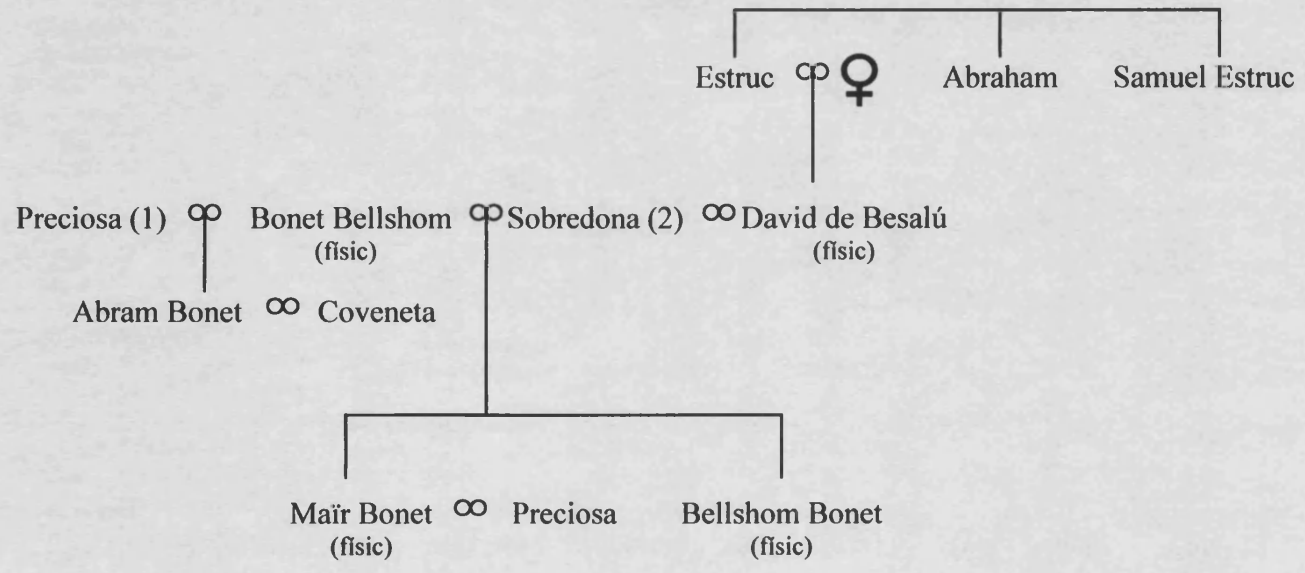 Estruc ꝏ ♀ Abraham Samuel Estruc
Preciosa (1) ꝏ Bonet Bellshom ꝏ Sobredona (2) ꝏ David de Besalú
(físic) (físic)
Abram Bonet ꝏ Coveneta
Maïr Bonet ꝏ Preciosa Bellshom Bonet
(físic) (físic)